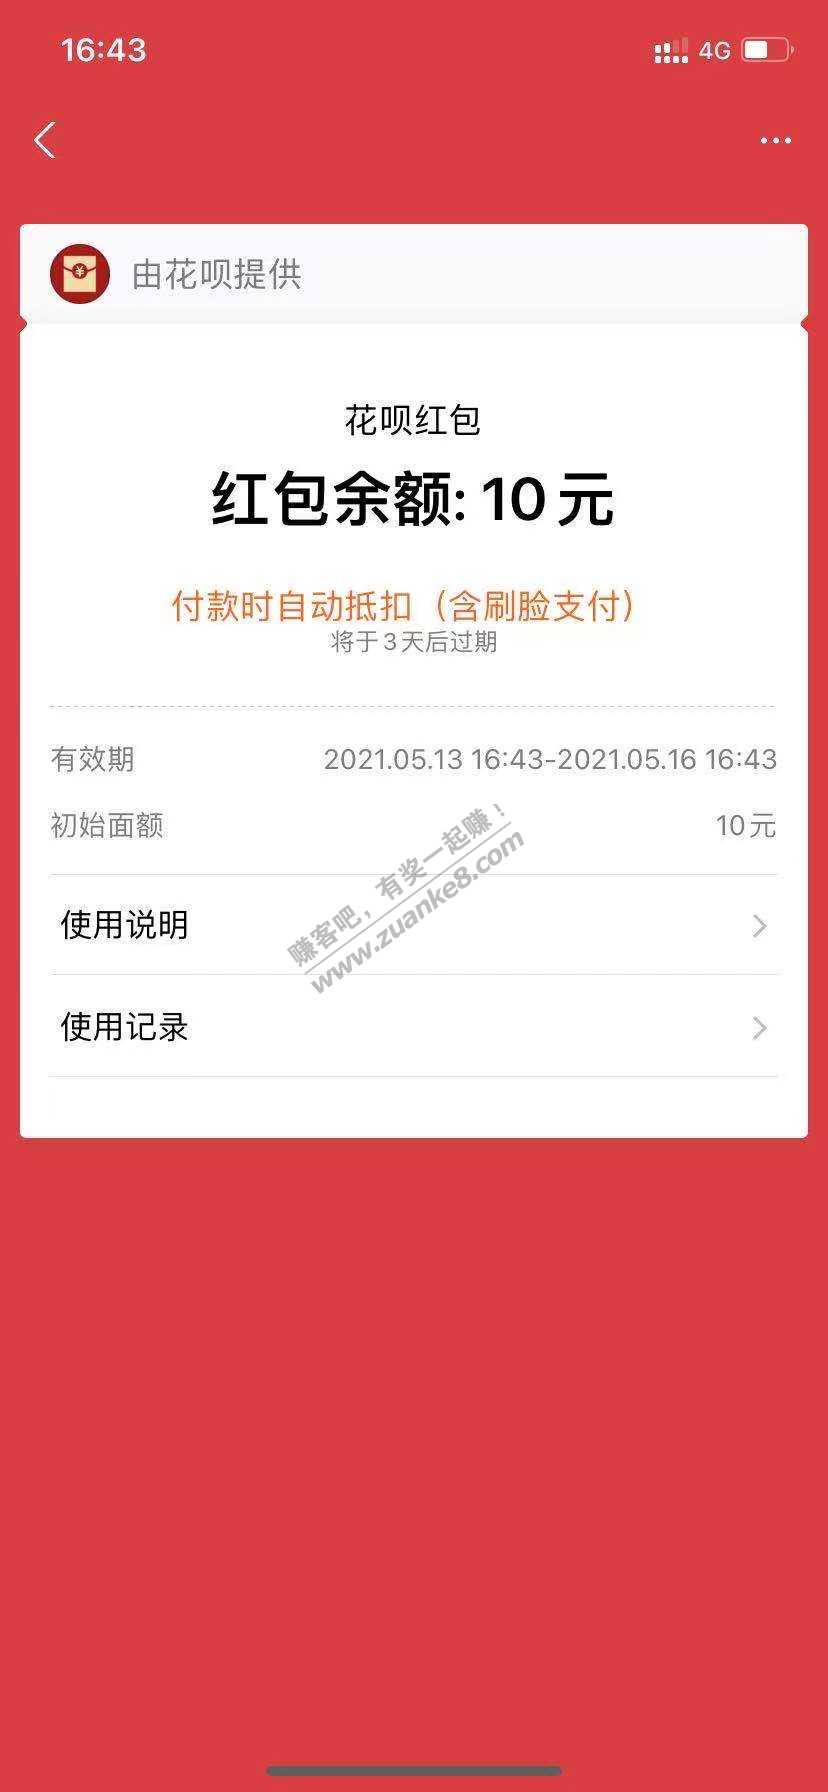 16:43
4G
由花呗提供
花呗红包
红包余额: 10元
付款时自动抵扣（含刷脸支付）
将于3天后过期
有效期 2021.05.13 16:43-2021.05.16 16:43
初始面额 10元
赚客吧，有奖一起赚！
www.zuanke8.com
使用说明
使用记录